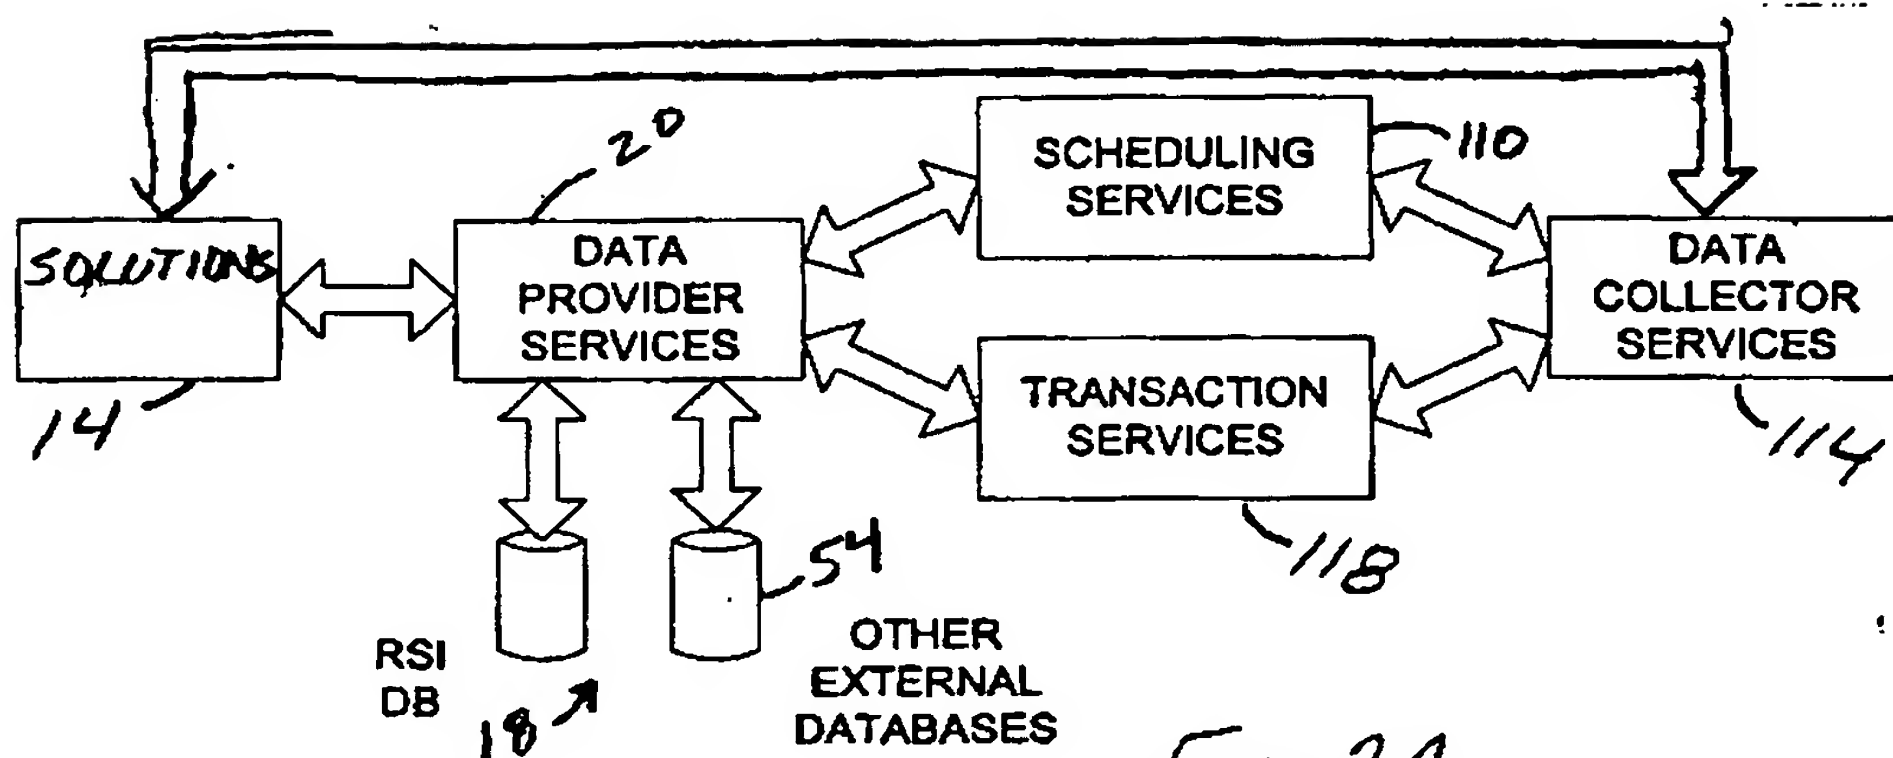 20
SCHEDULING
SERVICES
110
SOLUTIONS
14
DATA
PROVIDER
SERVICES
DATA
COLLECTOR
SERVICES
114
TRANSACTION
SERVICES
118
54
RSI
DB
18
OTHER
EXTERNAL
DATABASES